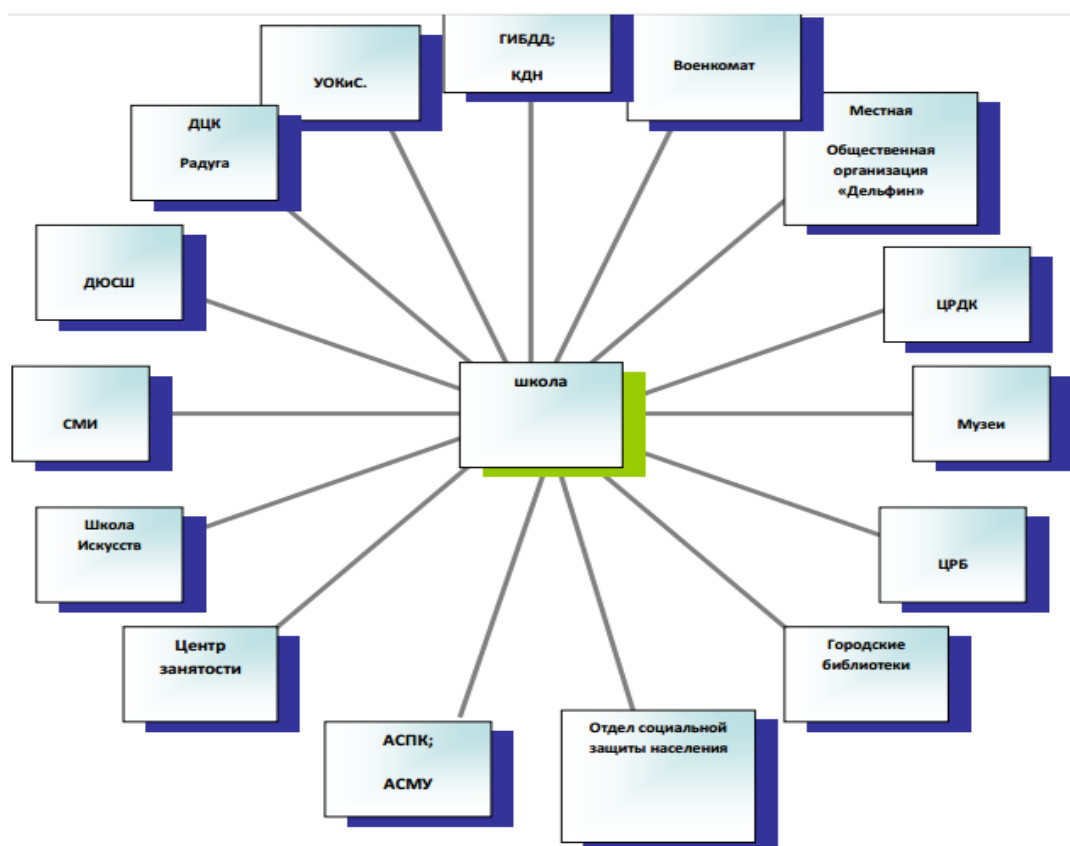 ГИБДД;
КДН
Военкомат
УОКиС.
Местная
Общественная
организация
«Дельфин»
ДЦК
Радуга
ДЮСШ
ЦРДК
школа
СМИ
Музеи
Школа
Искусств
ЦРБ
Центр
занятости
Городские
библиотеки
АСПК;
АСМУ
Отдел социальной
защиты населения